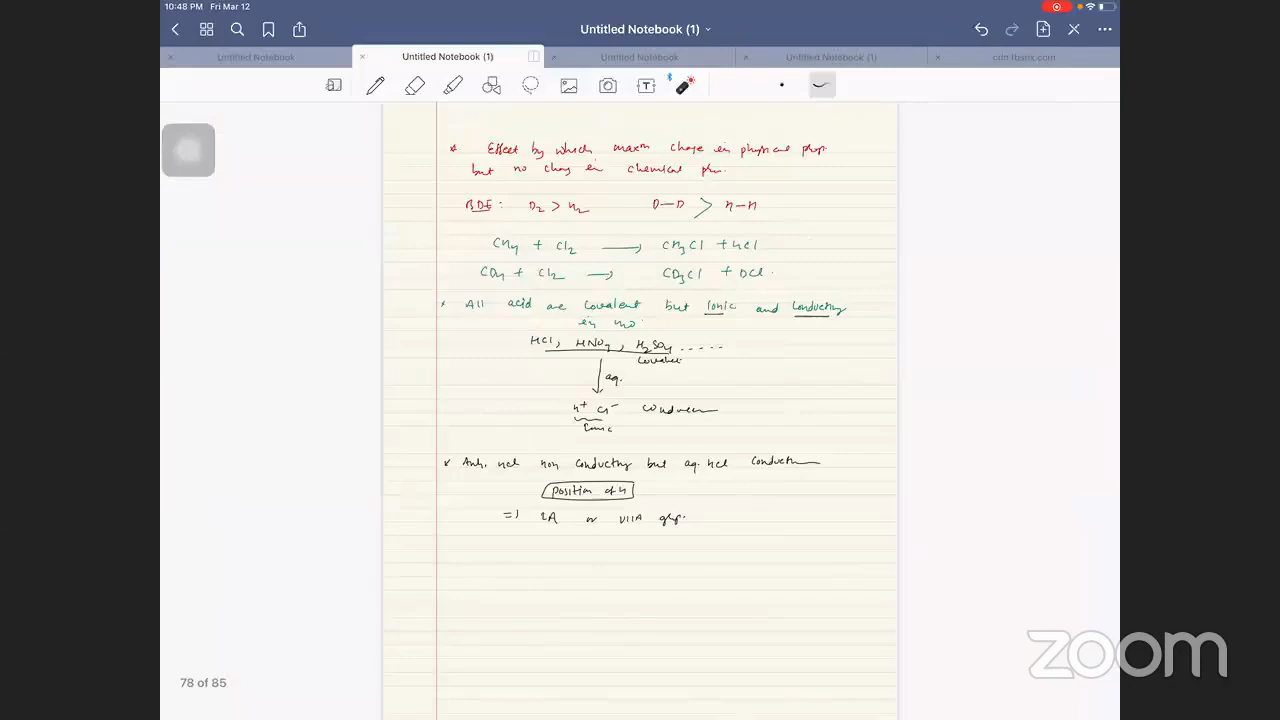 10:48 PM Fri Mar 12
Untitled Notebook (1)
Untitled Notebook Untitled Notebook (1) Untitled Notebook Untitled Notebook (1) cdn.fbsbx.com
* Effect by which maxm change in physical prop.
but no chang in chemical
BDE: D2 > H2 D—D > H—H
CH4 + Cl2 → CH3Cl + HCl
CD4 + Cl2 → CD3Cl + DCl.
* All acid are covalent but Ionic and conducting
in
HCl, HNO3, H2SO4 .....
covalent
aq.
H+ Cl-
Ionic
* Anh. HCl non conducting but aq. HCl
position of H
=) IA or VIIA grp.
78 of 85
zoom